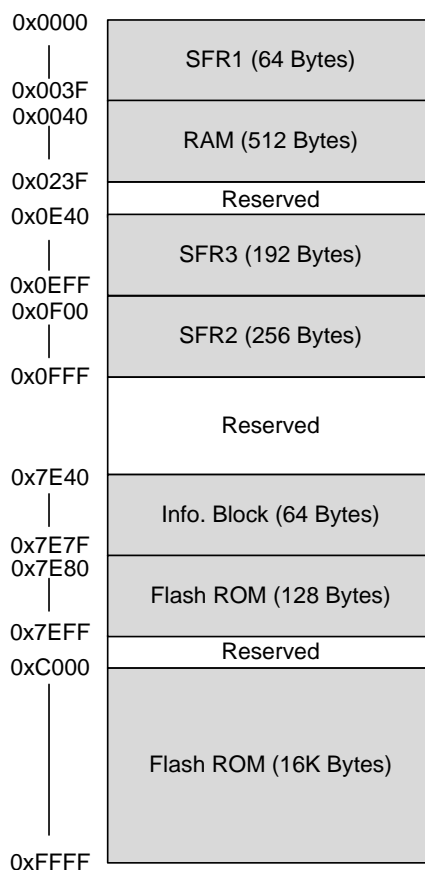 0x0000
SFR1 (64 Bytes)
0x003F
0x0040
RAM (512 Bytes)
0x023F
Reserved
0x0E40
SFR3 (192 Bytes)
0x0EFF
0x0F00
SFR2 (256 Bytes)
0x0FFF
Reserved
0x7E40
Info. Block (64 Bytes)
0x7E7F
0x7E80
Flash ROM (128 Bytes)
0x7EFF
Reserved
0xC000
Flash ROM (16K Bytes)
0xFFFF